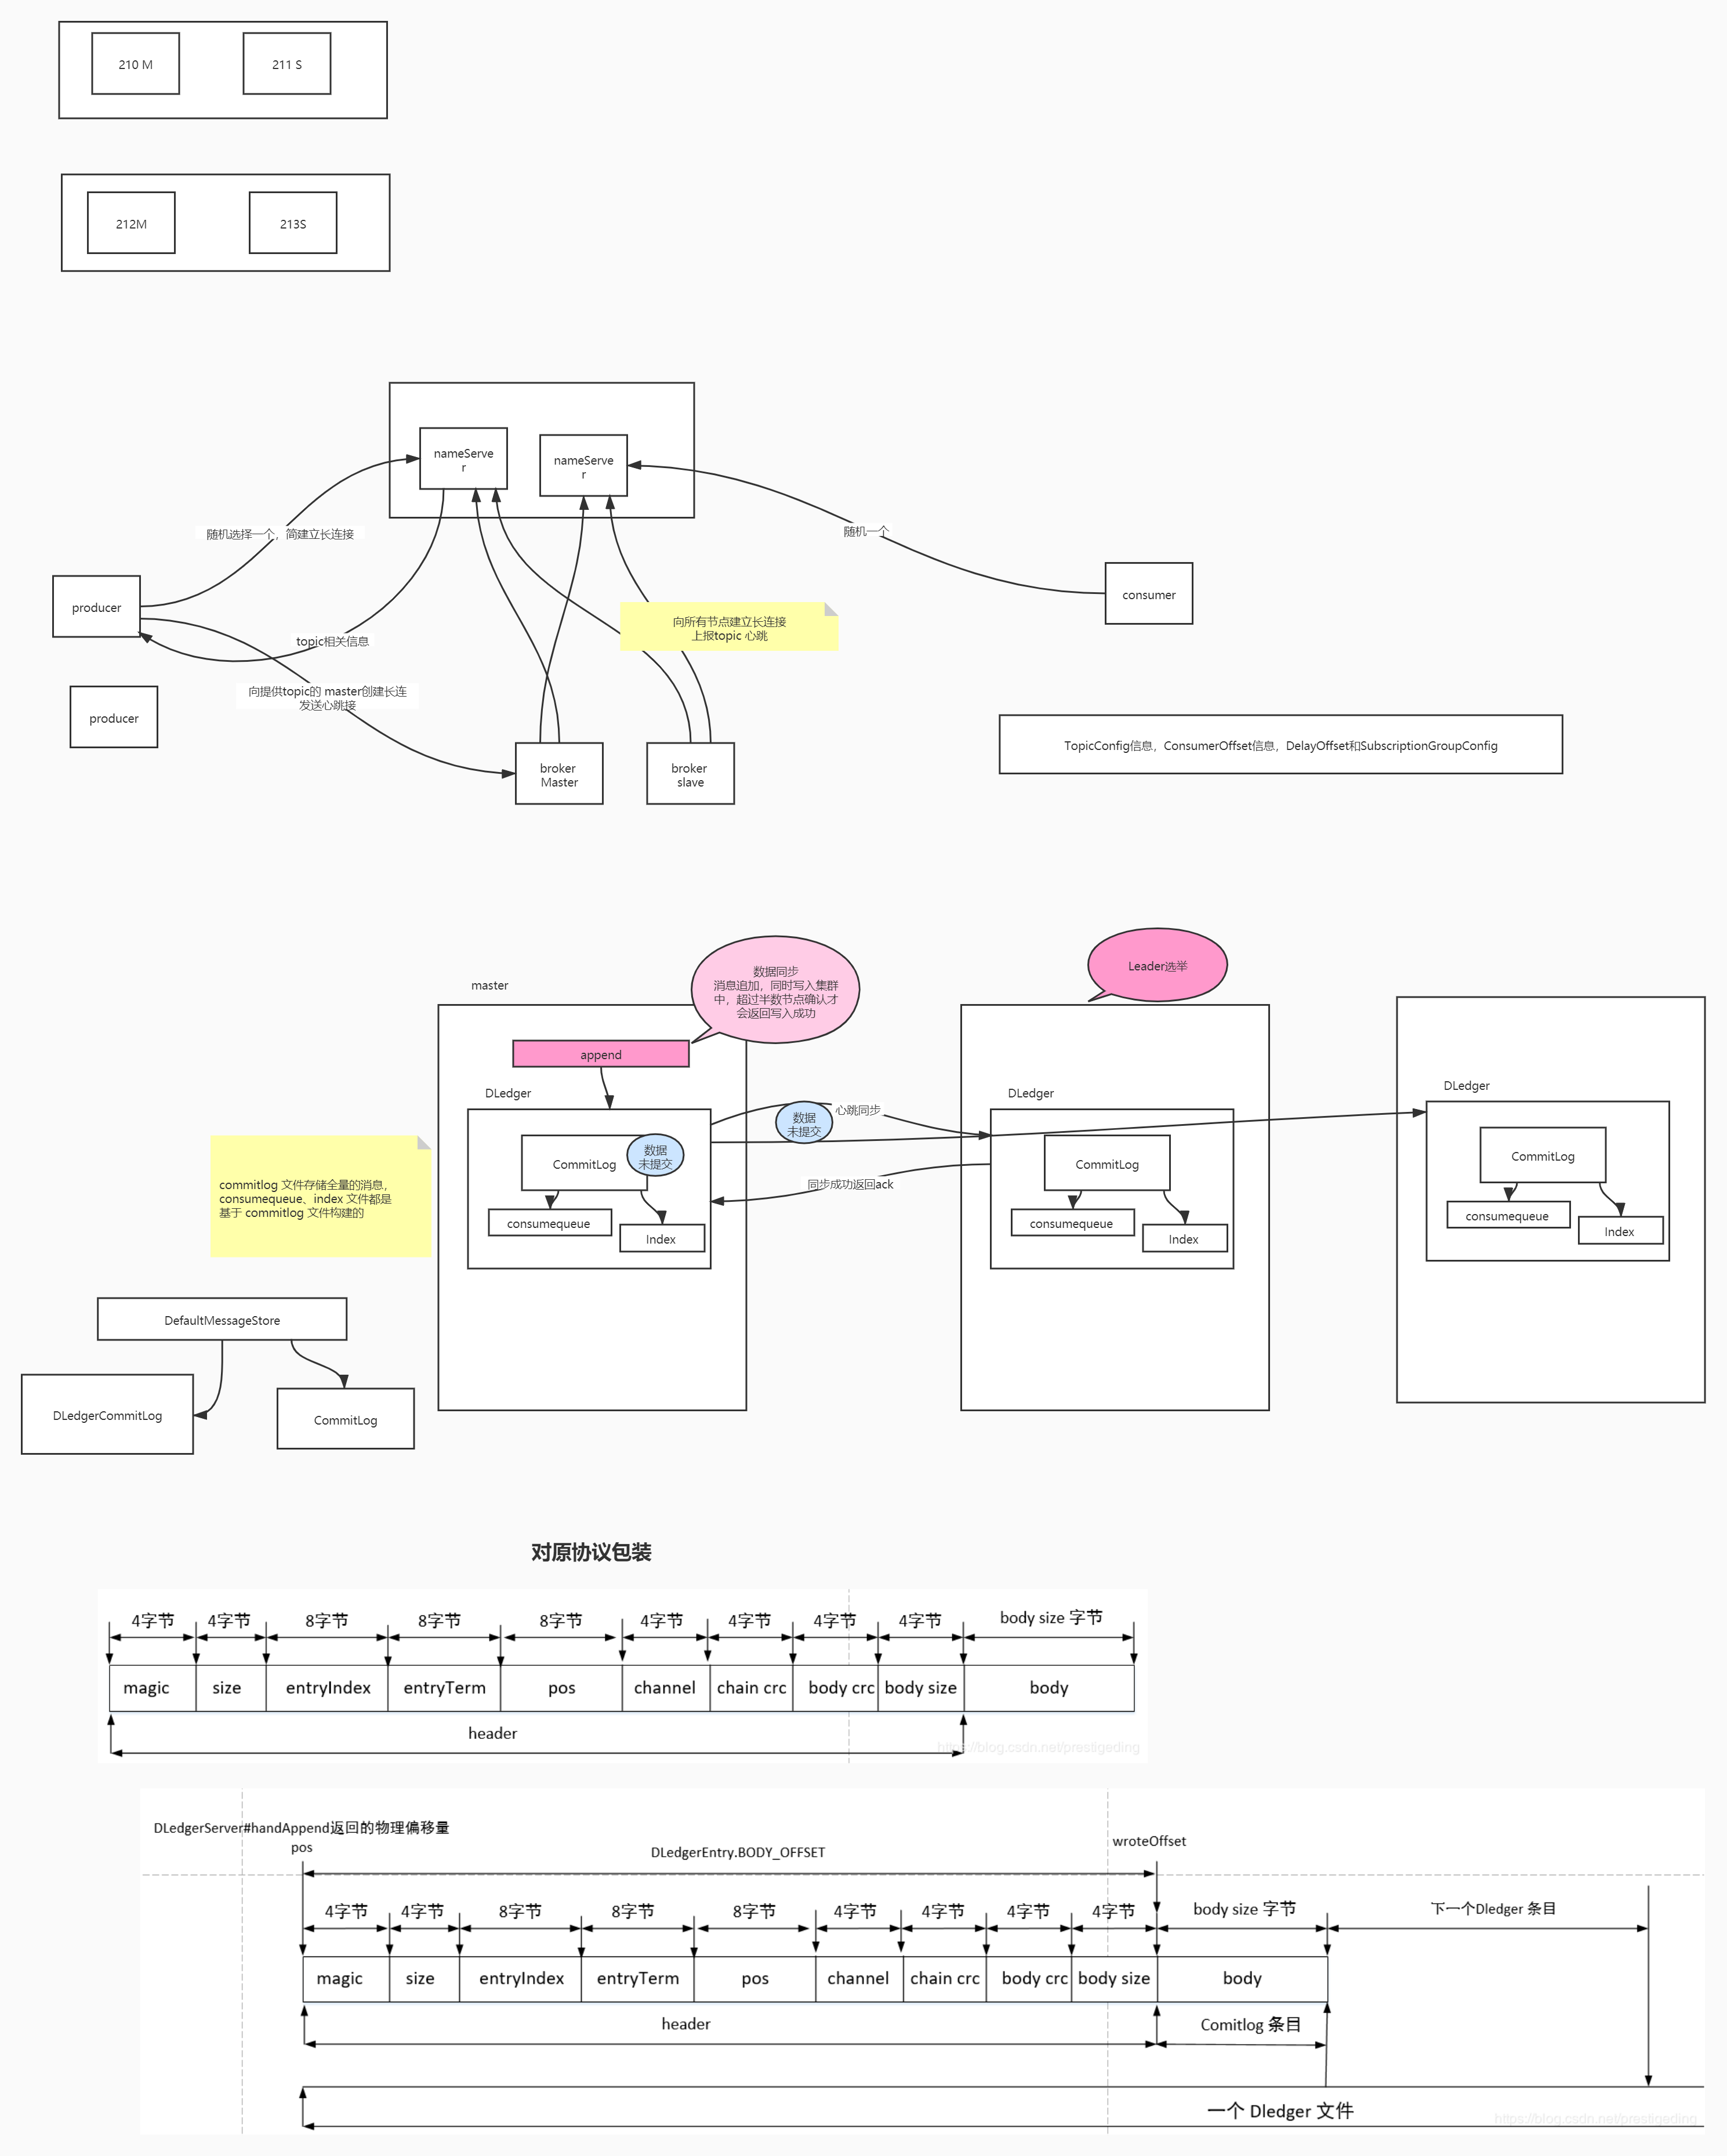 210 M
211 S
212M
213S
nameServe
r
nameServe
r
随机选择一个，简建立长连接
随机一个
producer
consumer
向所有节点建立长连接
上报topic 心跳
topic相关信息
向提供topic的 master创建长连
发送心跳接
producer
broker
Master
broker
slave
TopicConfig信息，ConsumerOffset信息，DelayOffset和SubscriptionGroupConfig
master
数据同步
消息追加，同时写入集群
中，超过半数节点确认才
会返回写入成功
Leader选举
append
DLedger
DLedger
DLedger
数据
未提交
心跳同步
CommitLog
数据
未提交
CommitLog
CommitLog
同步成功返回ack
consumequeue
Index
consumequeue
Index
consumequeue
Index
commitlog 文件存储全量的消息，
consumequeue、index 文件都是
基于 commitlog 文件构建的
DefaultMessageStore
DLedgerCommitLog
CommitLog
对原协议包装
4字节 4字节 8字节 8字节 8字节 4字节 4字节 4字节 4字节 body size 字节
magic size entryIndex entryTerm pos channel chain crc body crc body size body
header
https://blog.csdn.net/prestigeding
DLedgerServer#handAppend返回的物理偏移量
pos
DLedgerEntry.BODY_OFFSET
wroteOffset
4字节 4字节 8字节 8字节 8字节 4字节 4字节 4字节 4字节 body size 字节 下一个Dledger 条目
magic size entryIndex entryTerm pos channel chain crc body crc body size body
header
Comitlog 条目
一个 Dledger 文件
https://blog.csdn.net/prestigeding